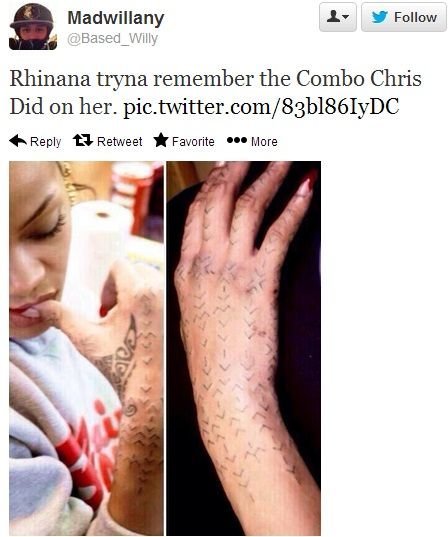 Madwillany
@Based_Willy
Follow
Rhinana tryna remember the Combo Chris
Did on her. pic.twitter.com/83bl86IyDC
Reply Retweet Favorite More